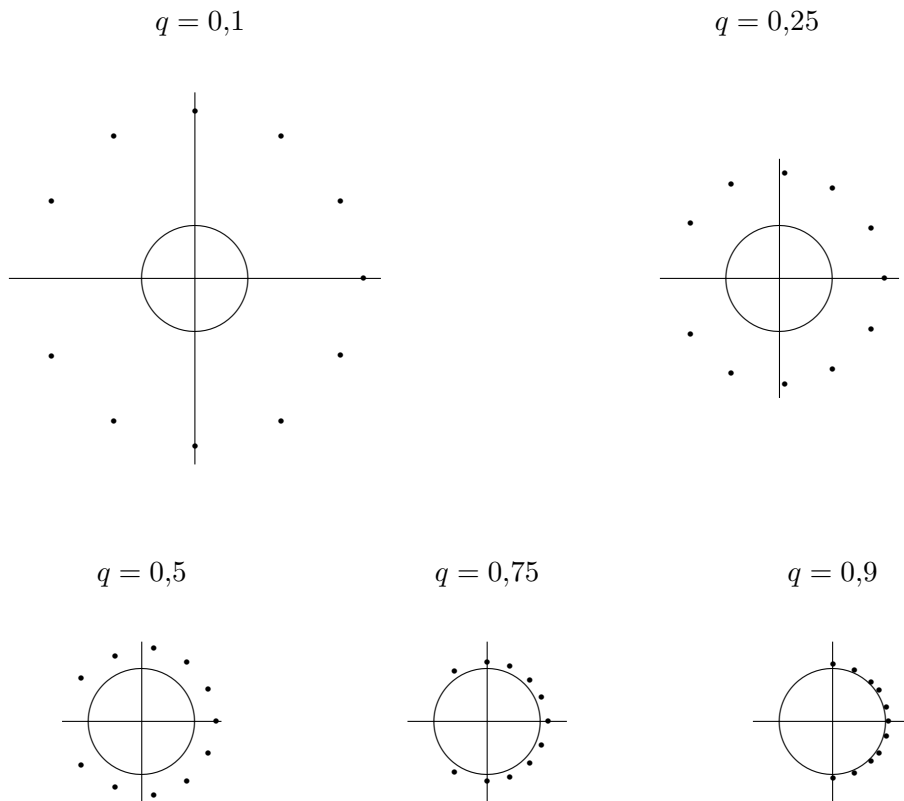 q = 0,1
q = 0,25
q = 0,5
q = 0,75
q = 0,9